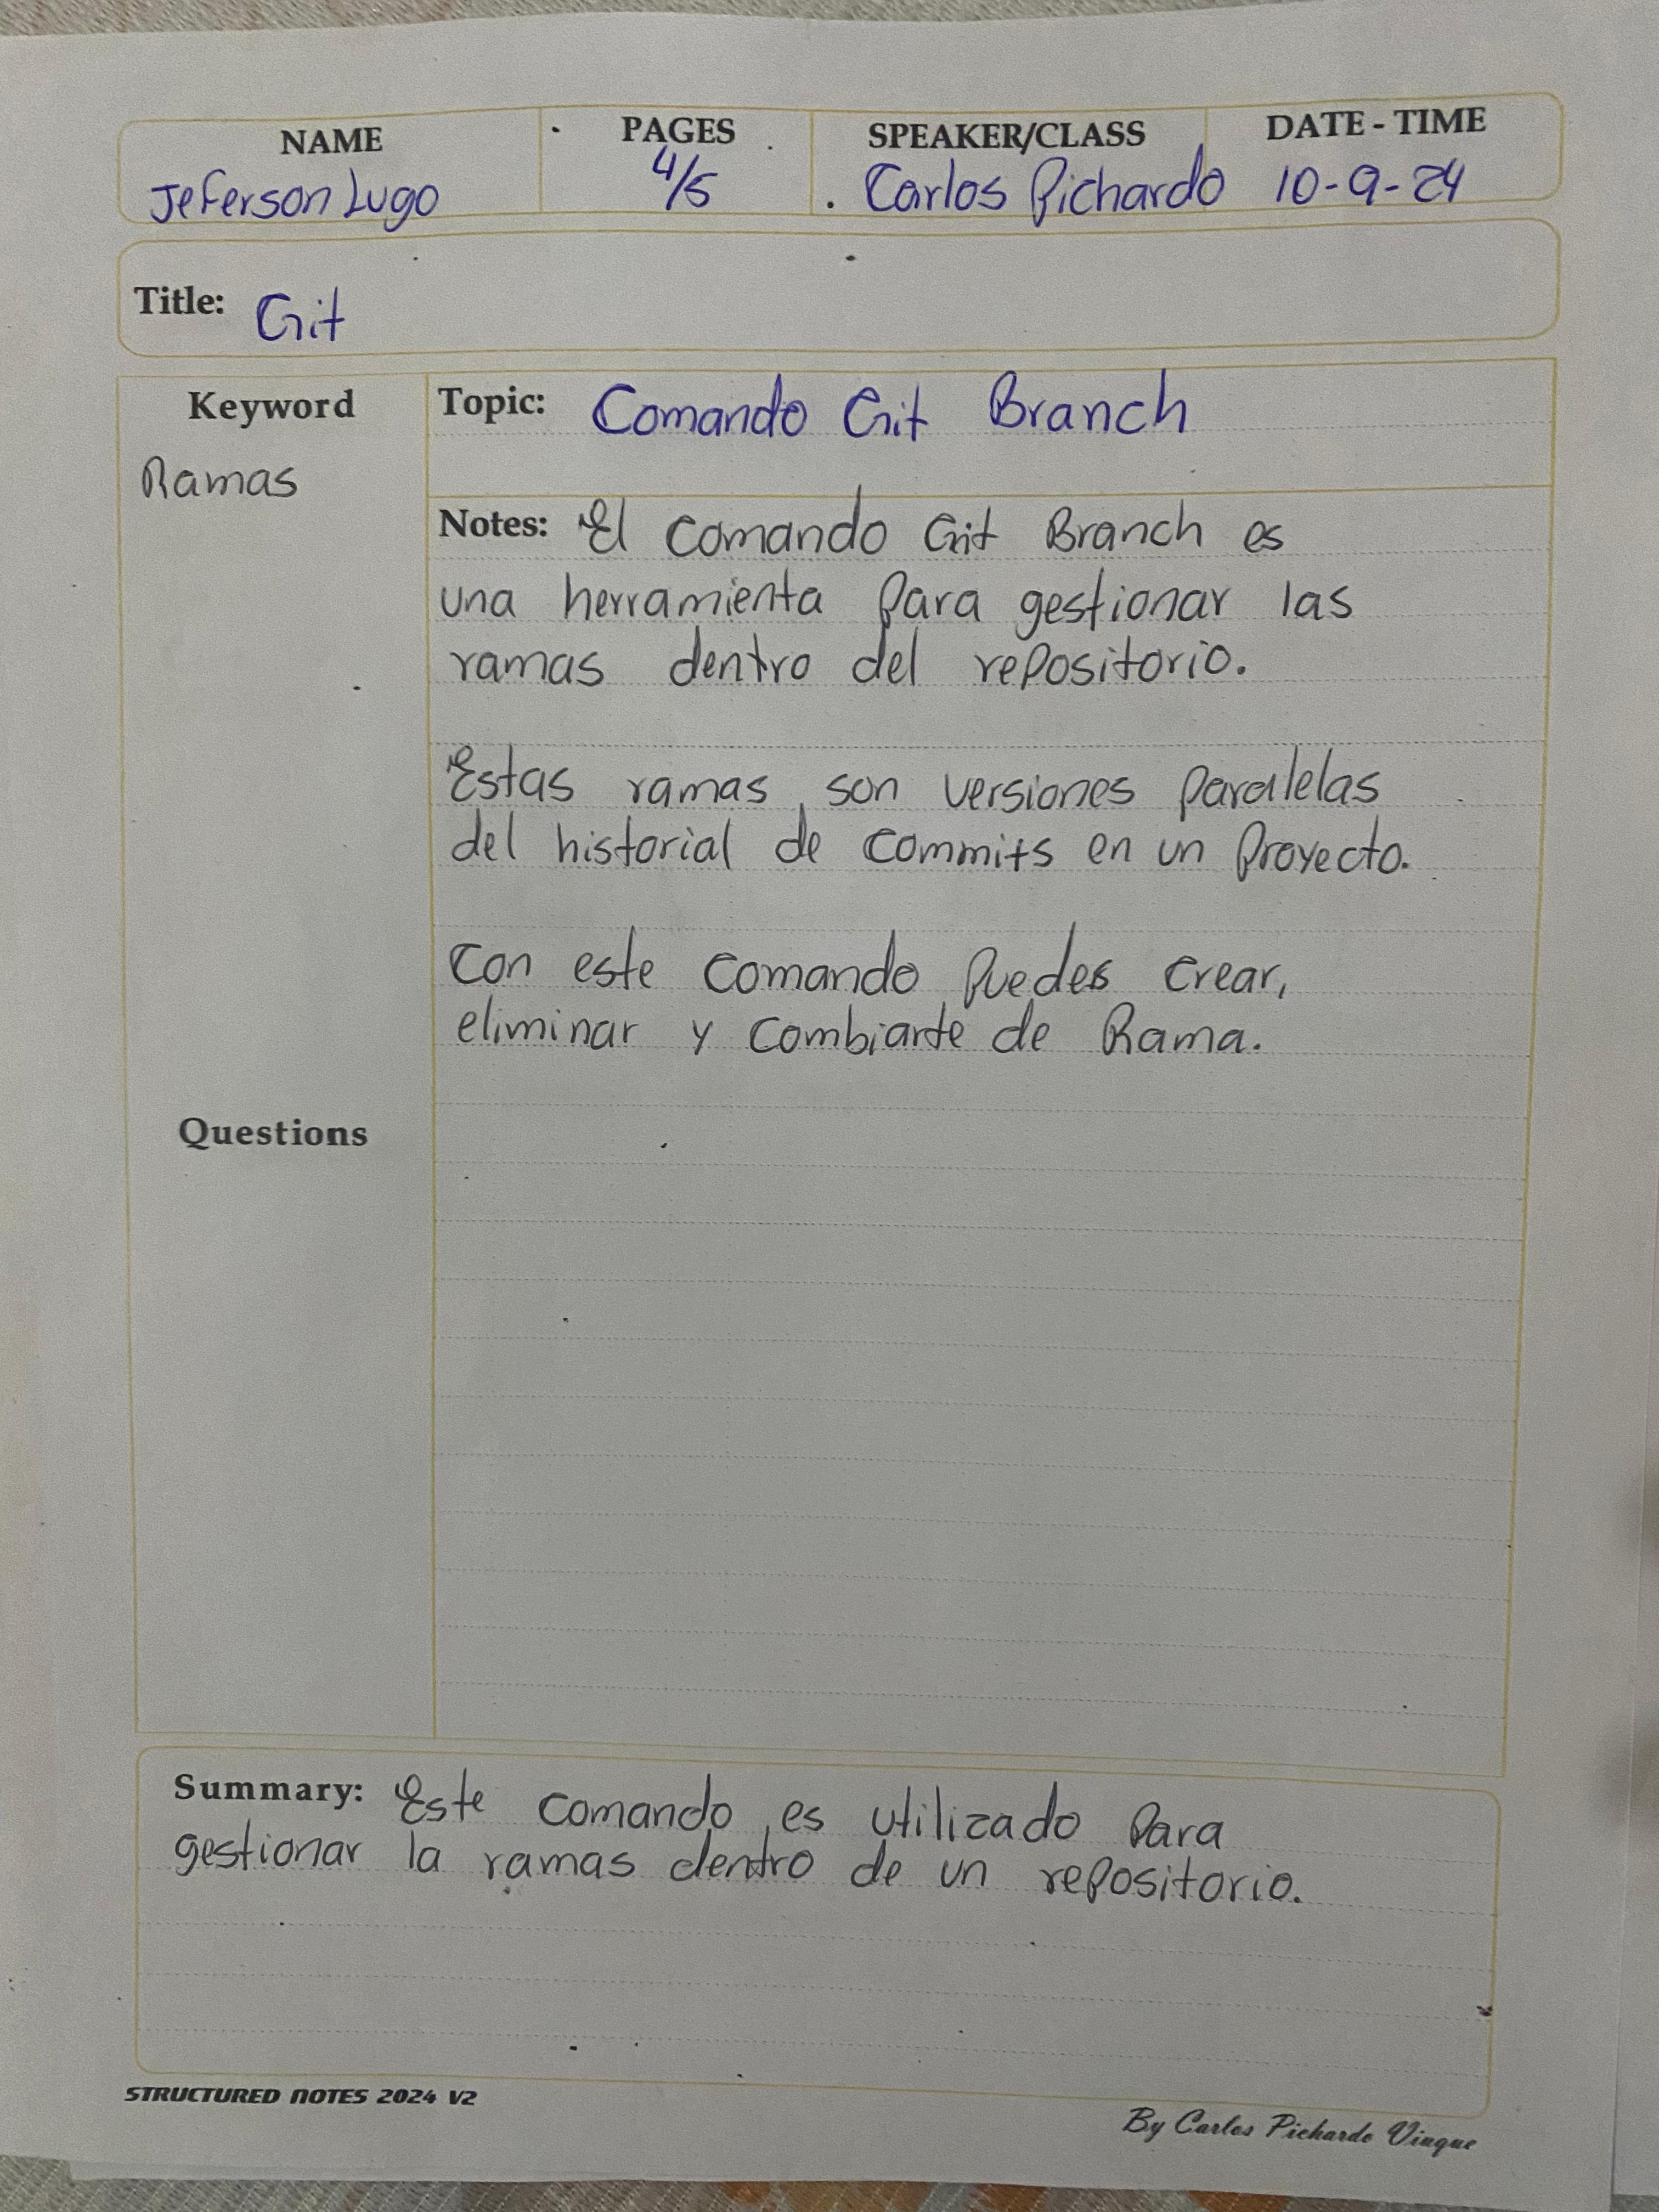 NAME PAGES SPEAKER/CLASS DATE - TIME
Jeferson Lugo 4/5 Carlos Pichardo 10-9-24
Title: Git
Keyword
Ramas
Topic: Comando Git Branch
Notes: El comando Git Branch es
una herramienta para gestionar las
ramas dentro del repositorio.
Estas ramas, son versiones paralelas
del historial de commits en un Proyecto.
Con este comando puedes crear,
eliminar y combiarte de Rama.
Questions
Summary: Este comando, es utilizado para
gestionar la ramas dentro de un repositorio.
STRUCTURED NOTES 2024 V2
By Carlos Pichardo Viuque